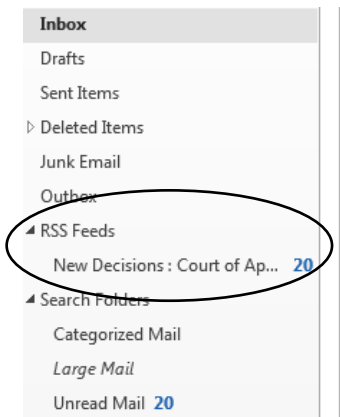 Inbox
Drafts
Sent Items
Deleted Items
Junk Email
Outbox
RSS Feeds
New Decisions : Court of Ap... 20
Search Folders
Categorized Mail
Large Mail
Unread Mail 20